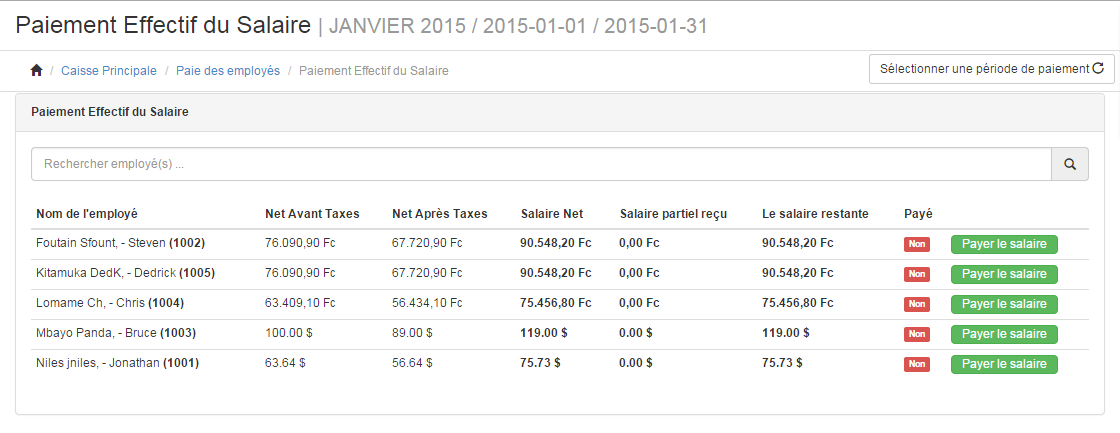 Paiement Effectif du Salaire | JANVIER 2015 / 2015-01-01 / 2015-01-31
/ Caisse Principale / Paie des employés / Paiement Effectif du Salaire
Sélectionner une période de paiement
Paiement Effectif du Salaire
Rechercher employé(s) ...
Nom de l'employé Net Avant Taxes Net Après Taxes Salaire Net Salaire partiel reçu Le salaire restante Payé
Foutain Sfount, - Steven (1002) 76.090,90 Fc 67.720,90 Fc 90.548,20 Fc 0,00 Fc 90.548,20 Fc Non Payer le salaire
Kitamuka DedK, - Dedrick (1005) 76.090,90 Fc 67.720,90 Fc 90.548,20 Fc 0,00 Fc 90.548,20 Fc Non Payer le salaire
Lomame Ch, - Chris (1004) 63.409,10 Fc 56.434,10 Fc 75.456,80 Fc 0,00 Fc 75.456,80 Fc Non Payer le salaire
Mbayo Panda, - Bruce (1003) 100.00 $ 89.00 $ 119.00 $ 0.00 $ 119.00 $ Non Payer le salaire
Niles jniles, - Jonathan (1001) 63.64 $ 56.64 $ 75.73 $ 0.00 $ 75.73 $ Non Payer le salaire